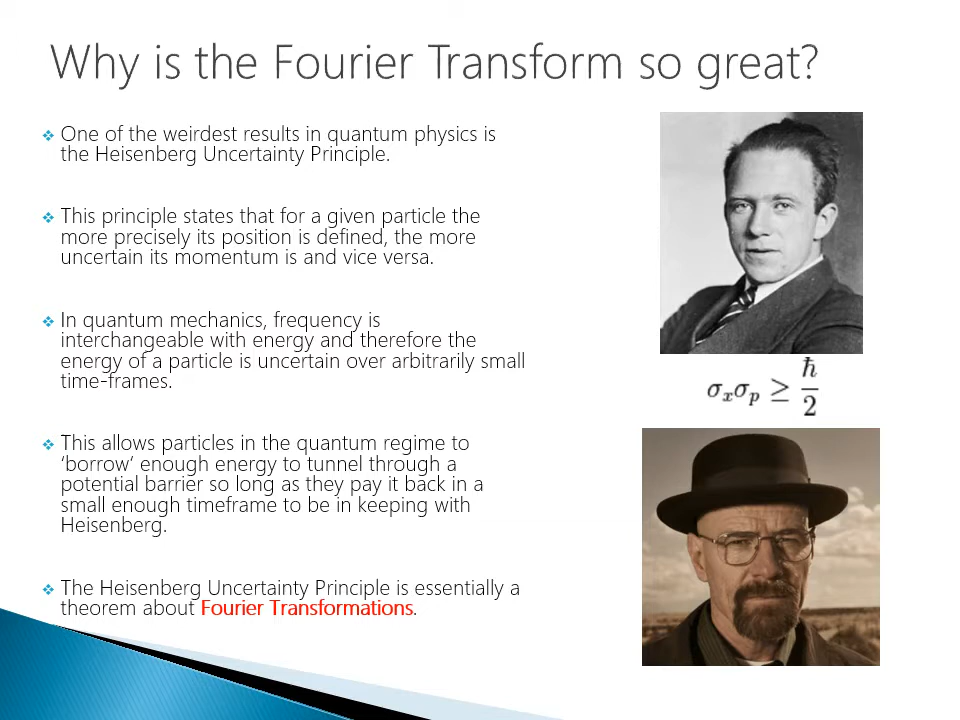 Why is the Fourier Transform so great?
One of the weirdest results in quantum physics is
the Heisenberg Uncertainty Principle.
This principle states that for a given particle the
more precisely its position is defined, the more
uncertain its momentum is and vice versa.
In quantum mechanics, frequency is
interchangeable with energy and therefore the
energy of a particle is uncertain over arbitrarily small
time-frames.
This allows particles in the quantum regime to
‘borrow’ enough energy to tunnel through a
potential barrier so long as they pay it back in a
small enough timeframe to be in keeping with
Heisenberg.
The Heisenberg Uncertainty Principle is essentially a
theorem about Fourier Transformations.
σₓσₚ ≥ ħ/2